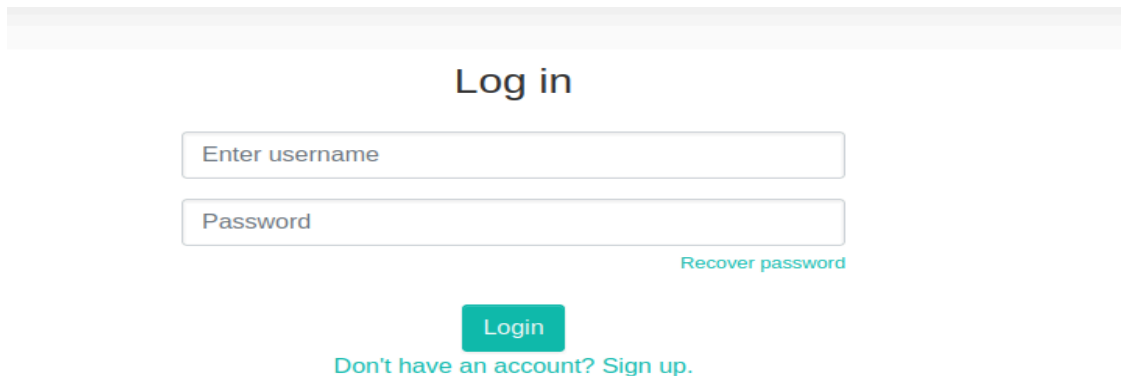 Log in
Enter username
Password
Recover password
Login
Don't have an account? Sign up.